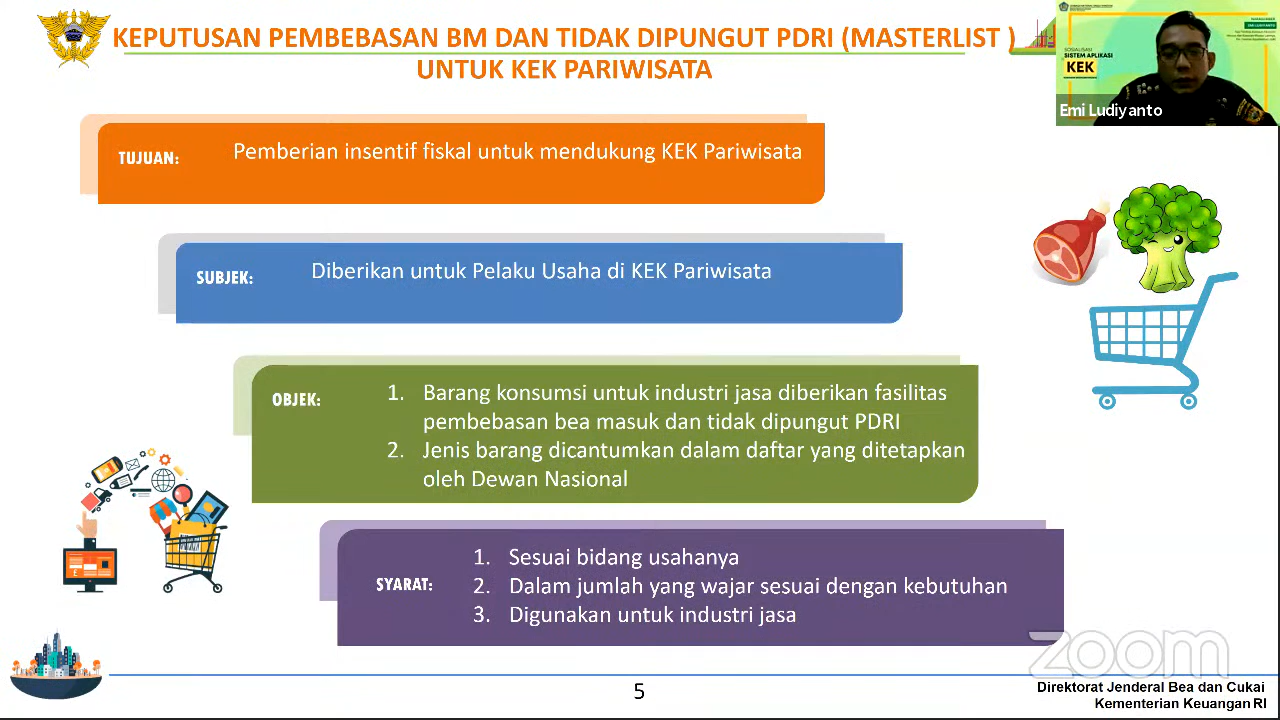 KEPUTUSAN PEMBEBASAN BM DAN TIDAK DIPUNGUT PDRI (MASTERLIST )
UNTUK KEK PARIWISATA
SOSIALISASI
SISTEM APLIKASI
KEK
Emi Ludiyanto
TUJUAN:
Pemberian insentif fiskal untuk mendukung KEK Pariwisata
SUBJEK:
Diberikan untuk Pelaku Usaha di KEK Pariwisata
OBJEK:
1. Barang konsumsi untuk industri jasa diberikan fasilitas
pembebasan bea masuk dan tidak dipungut PDRI
2. Jenis barang dicantumkan dalam daftar yang ditetapkan
oleh Dewan Nasional
SYARAT:
1. Sesuai bidang usahanya
2. Dalam jumlah yang wajar sesuai dengan kebutuhan
3. Digunakan untuk industri jasa
zoom
5
Direktorat Jenderal Bea dan Cukai
Kementerian Keuangan RI